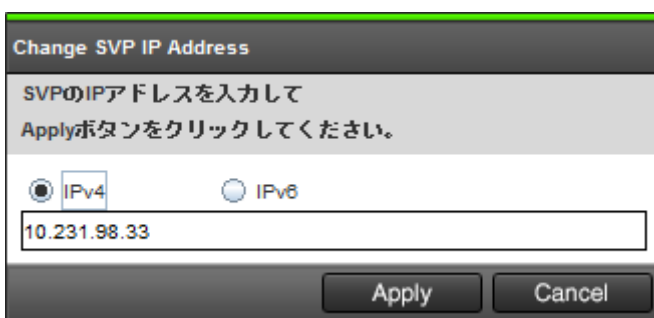 Change SVP IP Address
SVPのIPアドレスを入力して
Applyボタンをクリックしてください。
IPv4 IPv6
10.231.98.33
Apply Cancel